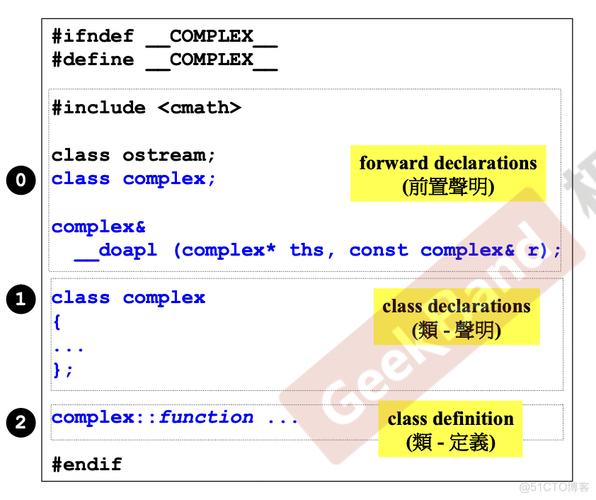 #ifndef __COMPLEX__
#define __COMPLEX__
#include <cmath>
class ostream;
0
class complex;
forward declarations
(前置聲明)
complex&
__doapl (complex* ths, const complex& r);
1
class complex
{
...
};
class declarations
(類 - 聲明)
2
complex::function ...
class definition
(類 - 定義)
#endif
GeekBand
@51CTO博客